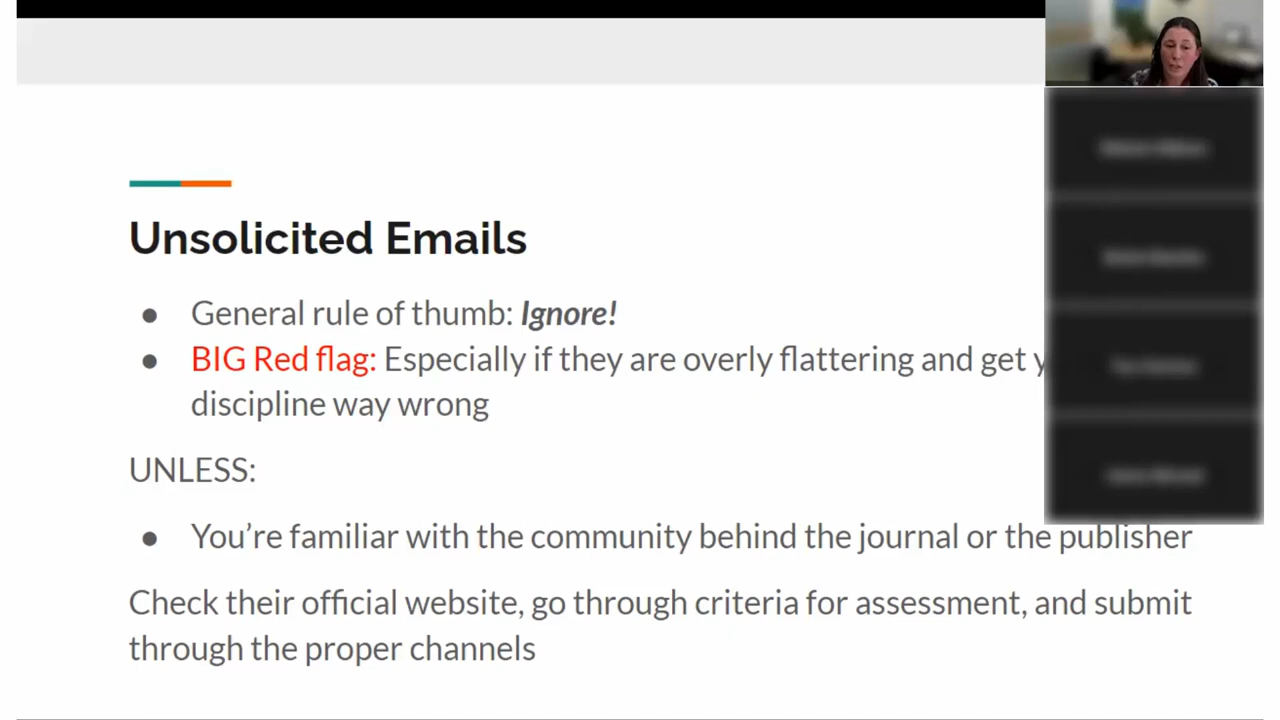 Unsolicited Emails
● General rule of thumb: Ignore!
● BIG Red flag: Especially if they are overly flattering and get
discipline way wrong
UNLESS:
● You’re familiar with the community behind the journal or the publisher
Check their official website, go through criteria for assessment, and submit
through the proper channels